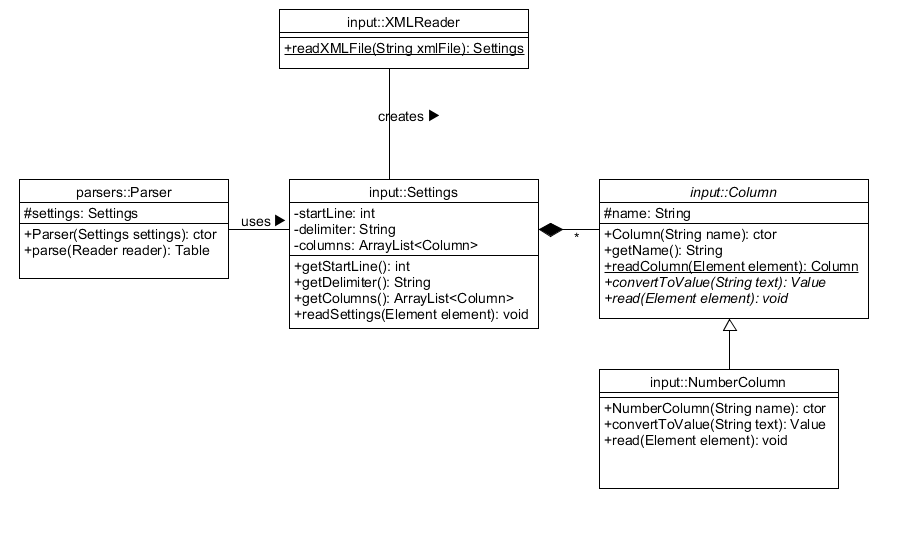 input::XMLReader
+readXMLFile(String xmlFile): Settings
creates
parsers::Parser
#settings: Settings
+Parser(Settings settings): ctor
+parse(Reader reader): Table
uses
input::Settings
-startLine: int
-delimiter: String
-columns: ArrayList<Column>
+getStartLine(): int
+getDelimiter(): String
+getColumns(): ArrayList<Column>
+readSettings(Element element): void
*
input::Column
#name: String
+Column(String name): ctor
+getName(): String
+readColumn(Element element): Column
+convertToValue(String text): Value
+read(Element element): void
input::NumberColumn
+NumberColumn(String name): ctor
+convertToValue(String text): Value
+read(Element element): void